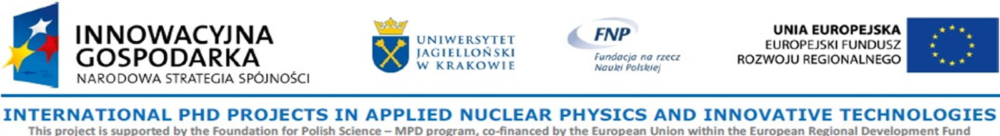 INNOWACYJNA
GOSPODARKA
NARODOWA STRATEGIA SPÓJNOŚCI
UNIWERSYTET
JAGIELLOŃSKI
W KRAKOWIE
FNP
Fundacja na rzecz
Nauki Polskiej
UNIA EUROPEJSKA
EUROPEJSKI FUNDUSZ
ROZWOJU REGIONALNEGO
INTERNATIONAL PHD PROJECTS IN APPLIED NUCLEAR PHYSICS AND INNOVATIVE TECHNOLOGIES
This project is supported by the Foundation for Polish Science – MPD program, co-financed by the European Union within the European Regional Development Fund